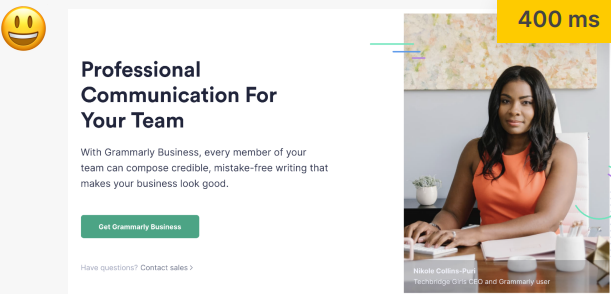 400 ms
Professional
Communication For
Your Team
With Grammarly Business, every member of your
team can compose credible, mistake-free writing that
makes your business look good.
Get Grammarly Business
Have questions? Contact sales >
Nikole Collins-Puri
Techbridge Girls CEO and Grammarly user